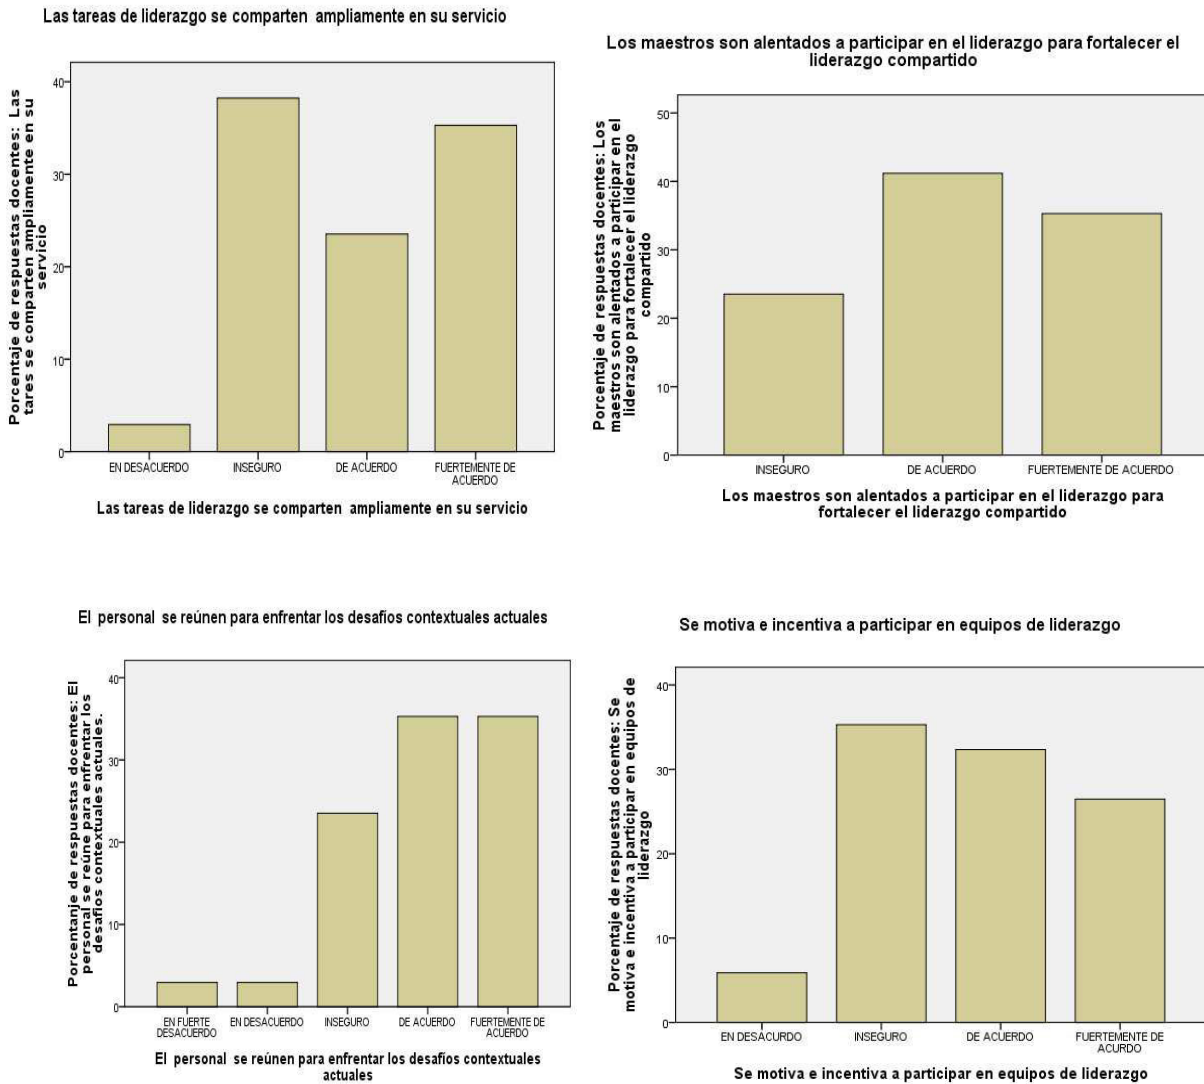 Las tareas de liderazgo se comparten ampliamente en su servicio
Porcentaje de respuestas docentes: Las
tares se comparten ampliamente en su
servicio
40
30
20
10
0
EN DESACUERDO
INSEGURO
DE ACUERDO
FUERTEMENTE DE
ACUERDO
Las tareas de liderazgo se comparten ampliamente en su servicio
Los maestros son alentados a participar en el liderazgo para fortalecer el
liderazgo compartido
Porcentaje de respuestas docentes: Los
maestros son alentados a participar en el
liderazgo para fortalecer el liderazgo
compartido
50
40
30
20
10
0
INSEGURO
DE ACUERDO
FUERTEMENTE DE ACUERDO
Los maestros son alentados a participar en el liderazgo para
fortalecer el liderazgo compartido
El personal se reúnen para enfrentar los desafíos contextuales actuales
Porcentanje de respuestas docentes: El
personal se reúne para enfrentar los
desafios contextuales actuales.
40
30
20
10
0
EN FUERTE
DESACUERDO
EN DESACUERDO
INSEGURO
DE ACUERDO
FUERTEMENTE DE
ACUERDO
El personal se reúnen para enfrentar los desafíos contextuales
actuales
Se motiva e incentiva a participar en equipos de liderazgo
Porcentaje de respuestas docentes: Se
motiva e incentiva a participar en equipos de
liderazgo
40
30
20
10
0
EN DESACURDO
INSEGURO
DE ACUERDO
FUERTEMENTE DE
ACURDO
Se motiva e incentiva a participar en equipos de liderazgo